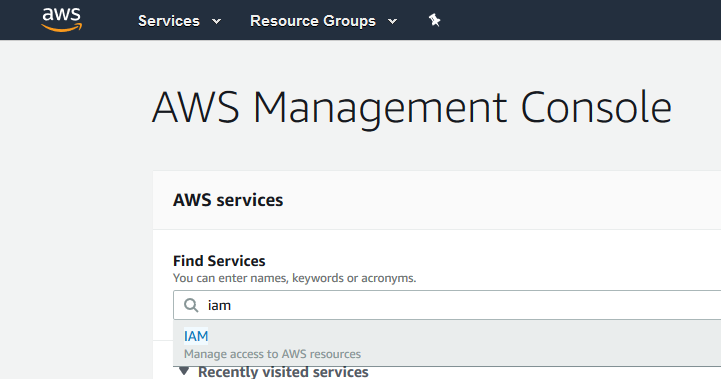 aws Services Resource Groups
AWS Management Console
AWS services
Find Services
You can enter names, keywords or acronyms.
iam
IAM
Manage access to AWS resources
Recently visited services